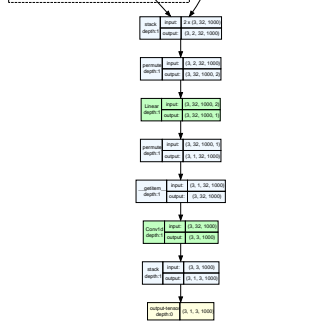 stack
depth:1
input:
2 x (3, 32, 1000)
output:
(3, 2, 32, 1000)
permute
depth:1
input:
(3, 2, 32, 1000)
output:
(3, 32, 1000, 2)
Linear
depth:1
input:
(3, 32, 1000, 2)
output:
(3, 32, 1000, 1)
permute
depth:1
input:
(3, 32, 1000, 1)
output:
(3, 1, 32, 1000)
__getitem__
depth:1
input:
(3, 1, 32, 1000)
output:
(3, 32, 1000)
Conv1d
depth:1
input:
(3, 32, 1000)
output:
(3, 3, 1000)
stack
depth:1
input:
(3, 3, 1000)
output:
(3, 1, 3, 1000)
output-tensor
depth:0
(3, 1, 3, 1000)